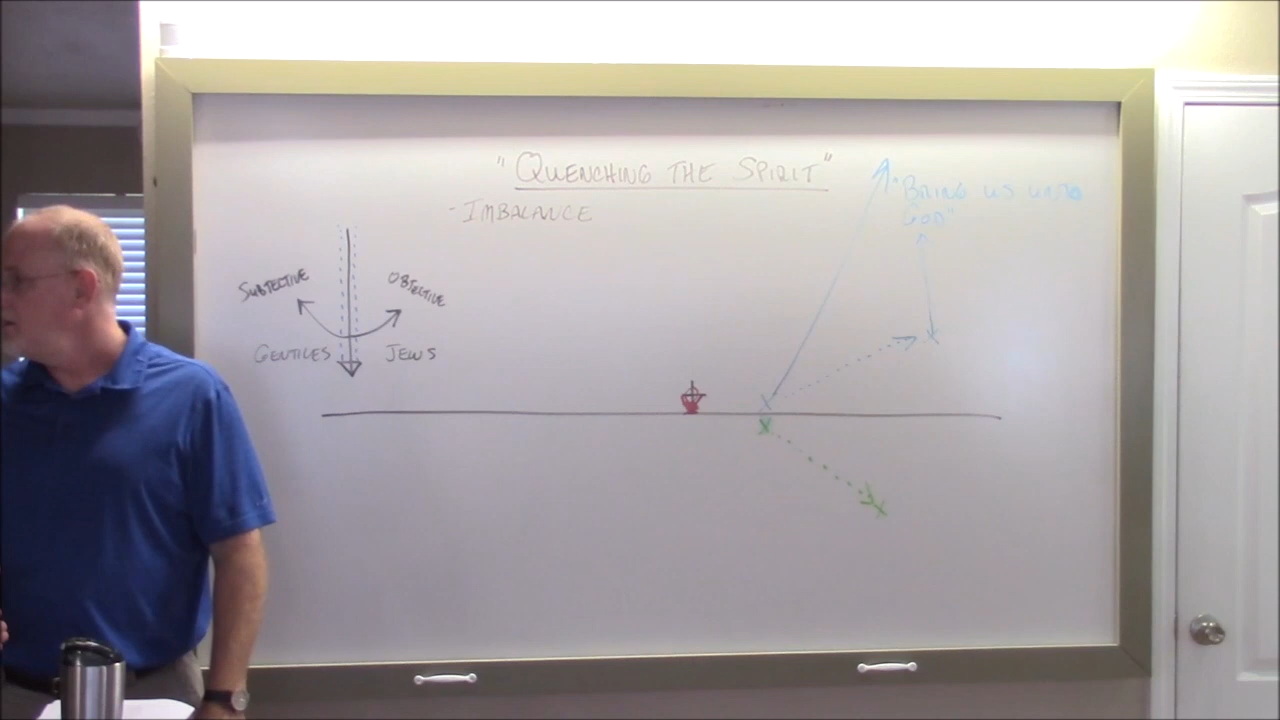 "QUENCHING THE SPIRIT"
-IMBALANCE
"BRING US UNTO
GOD"
SUBJECTIVE
OBJECTIVE
GENTILES
JEWS